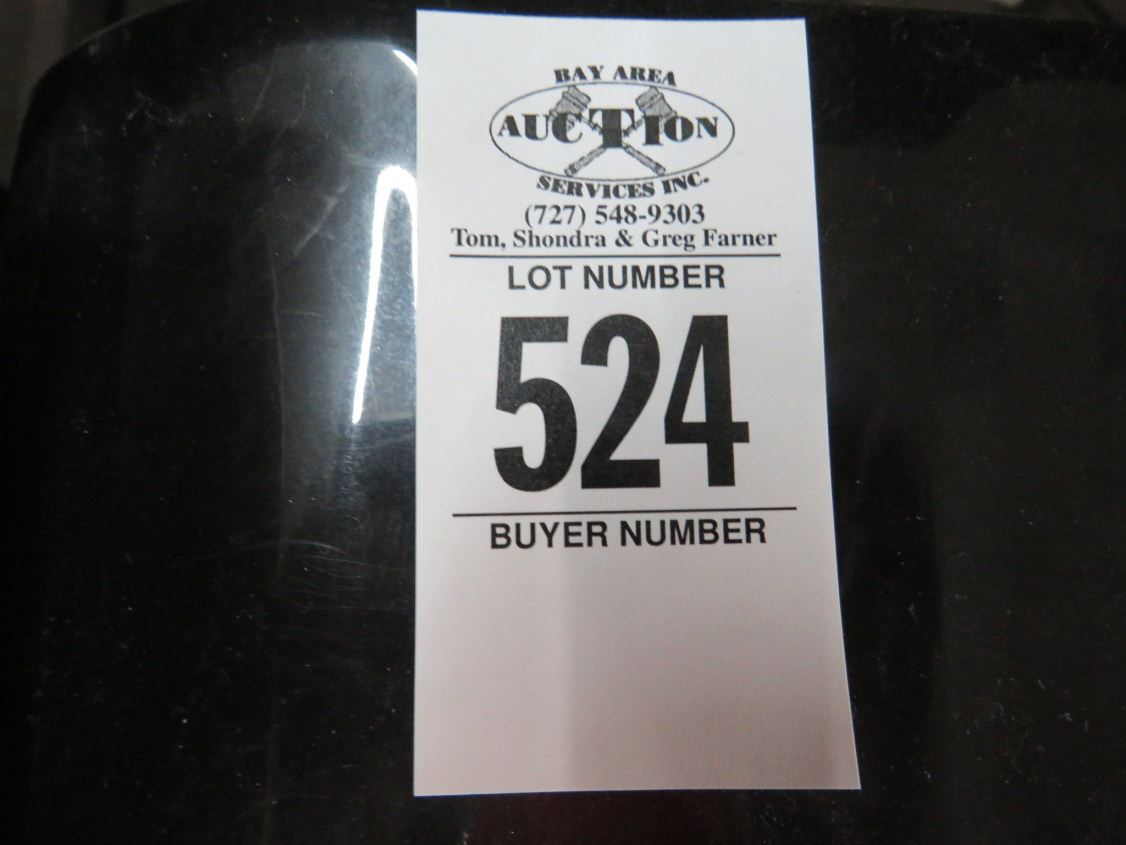 BAY AREA
AUCTION
SERVICES INC.
(727) 548-9303
Tom, Shondra & Greg Farner
LOT NUMBER
524
BUYER NUMBER